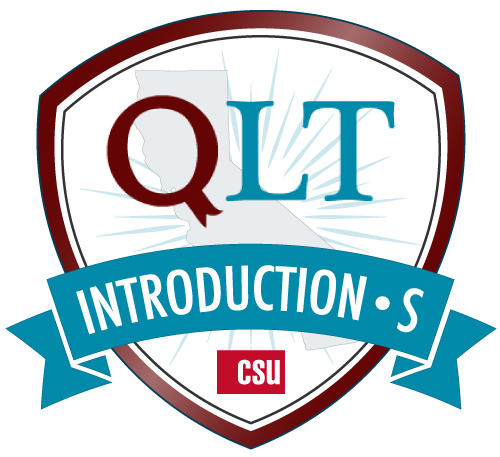 QLT
INTRODUCTION • S
CSU